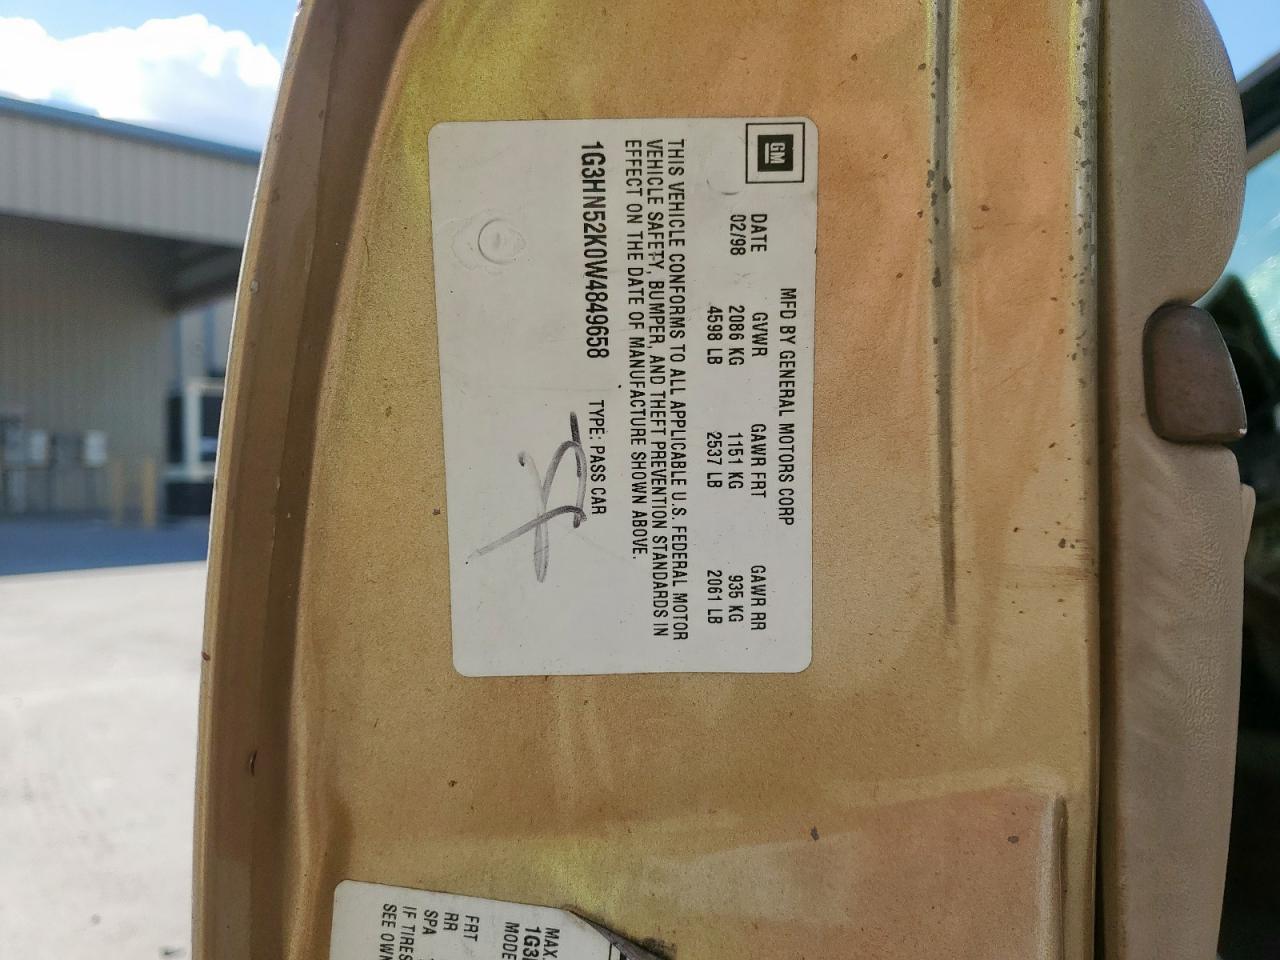 GM
MFD BY GENERAL MOTORS CORP
DATE GVWR GAWR FRT GAWR RR
02/98 2086 KG 1151 KG 935 KG
4598 LB 2537 LB 2061 LB
THIS VEHICLE CONFORMS TO ALL APPLICABLE U.S. FEDERAL MOTOR
VEHICLE SAFETY, BUMPER, AND THEFT PREVENTION STANDARDS IN
EFFECT ON THE DATE OF MANUFACTURE SHOWN ABOVE.
1G3HN52K0W4849658 TYPE: PASS CAR
MAX.
MODE
FRT
RR
SPA
IF TIRES
SEE OWN